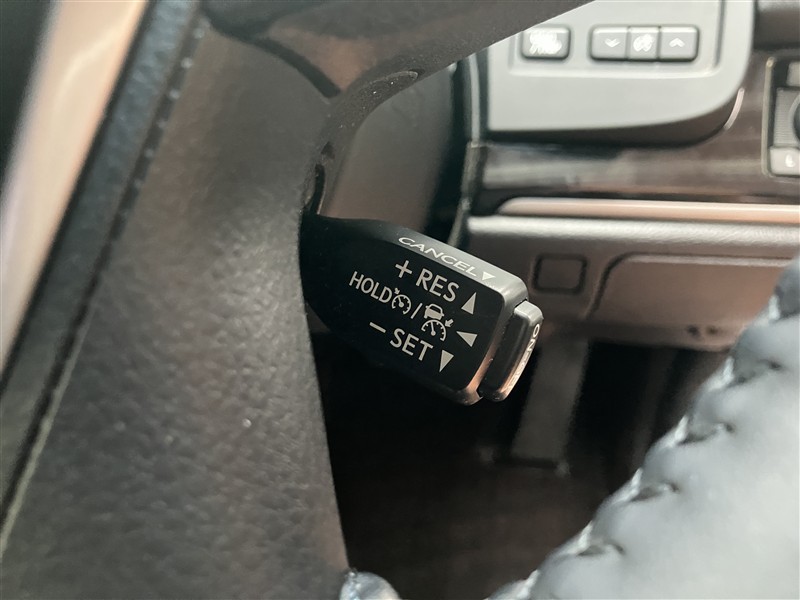 CANCEL
+ RES
HOLD /
− SET